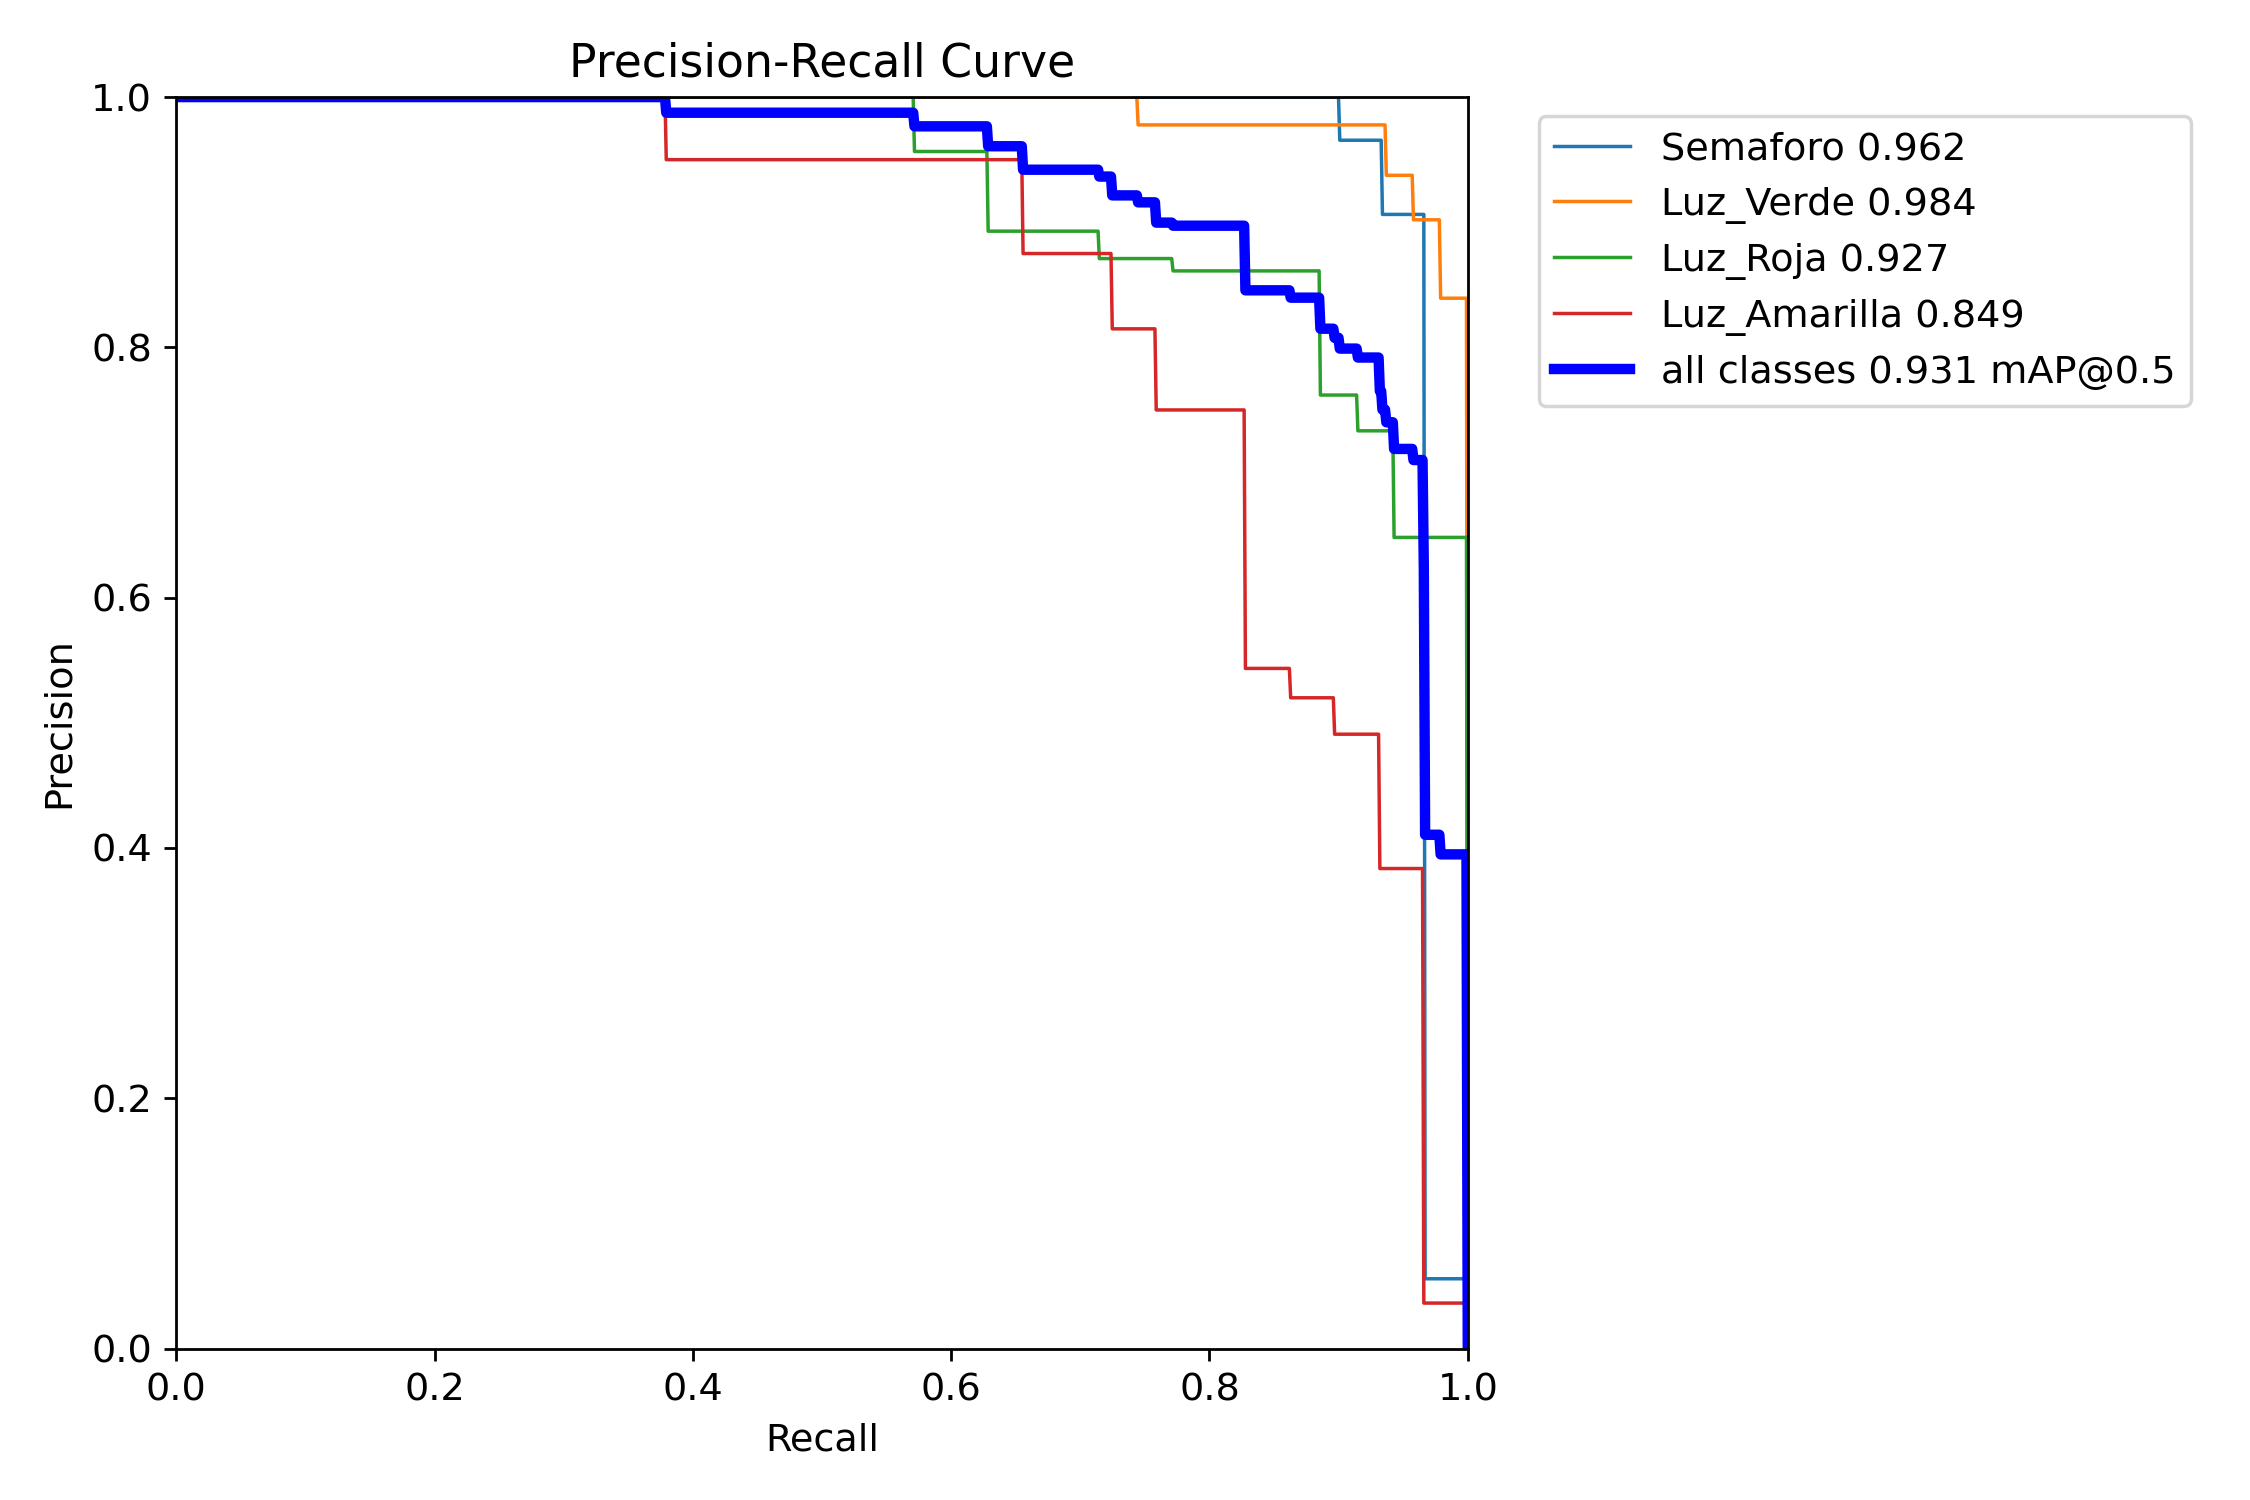 Precision-Recall Curve
1.0
0.8
0.6
0.4
0.2
0.0
Precision
0.0 0.2 0.4 0.6 0.8 1.0
Recall
Semaforo 0.962
Luz_Verde 0.984
Luz_Roja 0.927
Luz_Amarilla 0.849
all classes 0.931 mAP@0.5